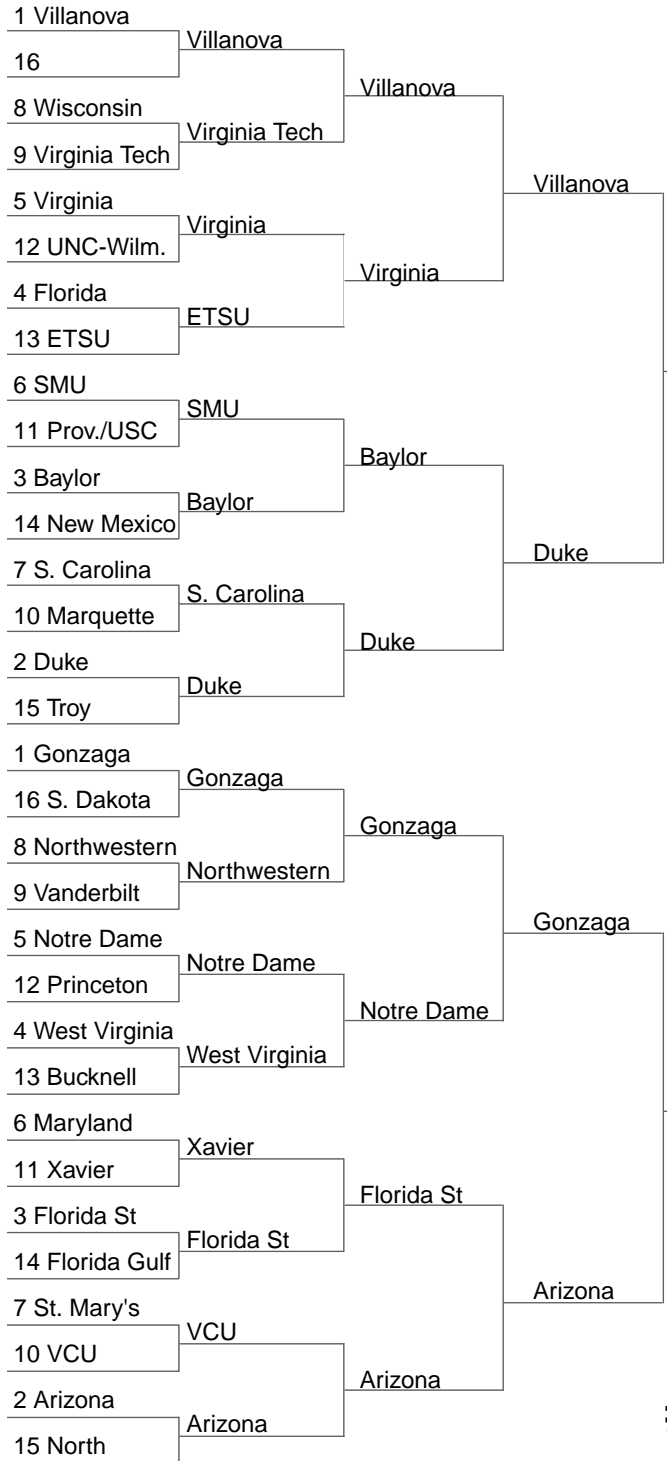 1 Villanova
16
8 Wisconsin
9 Virginia Tech
5 Virginia
12 UNC-Wilm.
4 Florida
13 ETSU
6 SMU
11 Prov./USC
3 Baylor
14 New Mexico
7 S. Carolina
10 Marquette
2 Duke
15 Troy
1 Gonzaga
16 S. Dakota
8 Northwestern
9 Vanderbilt
5 Notre Dame
12 Princeton
4 West Virginia
13 Bucknell
6 Maryland
11 Xavier
3 Florida St
14 Florida Gulf
7 St. Mary's
10 VCU
2 Arizona
15 North
Villanova
Virginia Tech
Virginia
ETSU
SMU
Baylor
S. Carolina
Duke
Gonzaga
Northwestern
Notre Dame
West Virginia
Xavier
Florida St
VCU
Arizona
Villanova
Virginia
Baylor
Duke
Gonzaga
Notre Dame
Florida St
Arizona
Villanova
Duke
Gonzaga
Arizona